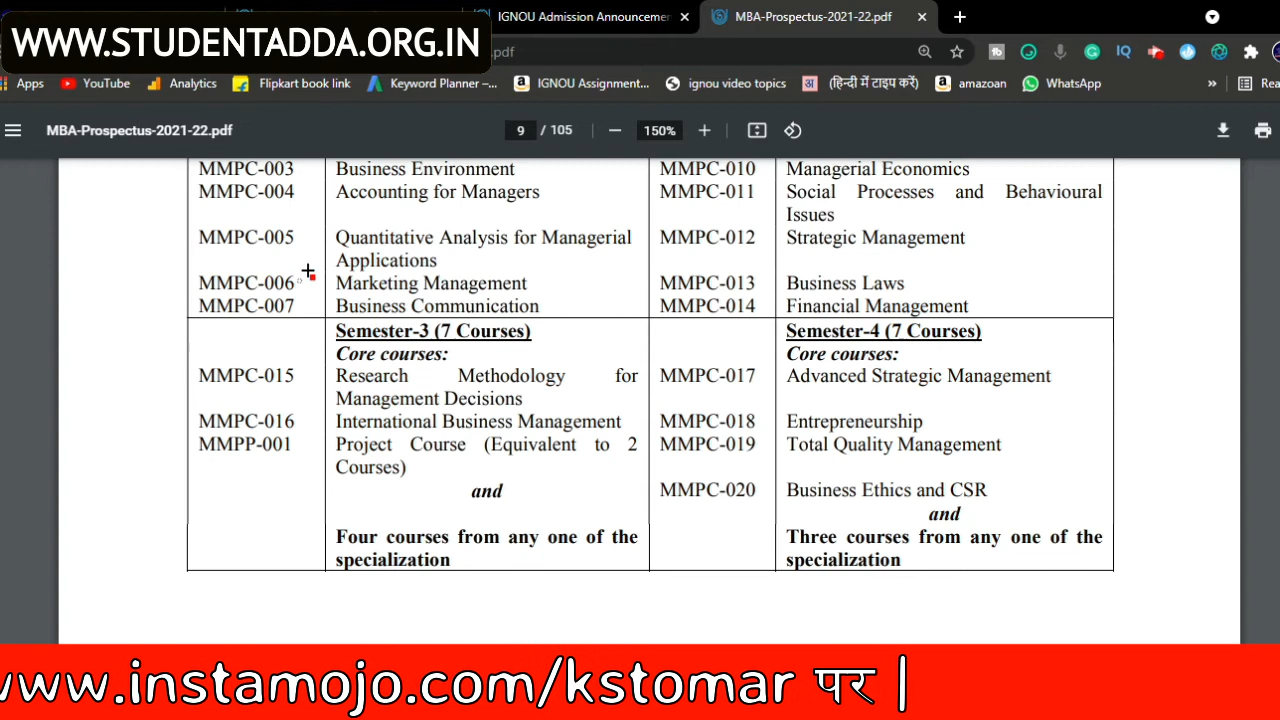 IGNOU Admission Announcemen
MBA-Prospectus-2021-22.pdf
WWW.STUDENTADDA.ORG.IN
.pdf
Apps
YouTube
Analytics
Flipkart book link
Keyword Planner –...
IGNOU Assignment...
ignou video topics
(हिन्दी में टाइप करें)
amazoan
WhatsApp
»
Rea
MBA-Prospectus-2021-22.pdf
9 / 105
150%
MMPC-003 Business Environment MMPC-010 Managerial Economics
MMPC-004 Accounting for Managers MMPC-011 Social Processes and Behavioural
Issues
MMPC-005 Quantitative Analysis for Managerial MMPC-012 Strategic Management
Applications
MMPC-006 Marketing Management MMPC-013 Business Laws
MMPC-007 Business Communication MMPC-014 Financial Management
Semester-3 (7 Courses) Semester-4 (7 Courses)
Core courses: Core courses:
MMPC-015 Research Methodology for MMPC-017 Advanced Strategic Management
Management Decisions
MMPC-016 International Business Management MMPC-018 Entrepreneurship
MMPP-001 Project Course (Equivalent to 2 MMPC-019 Total Quality Management
Courses)
and MMPC-020 Business Ethics and CSR
and
Four courses from any one of the Three courses from any one of the
specialization specialization
www.instamojo.com/kstomar पर |